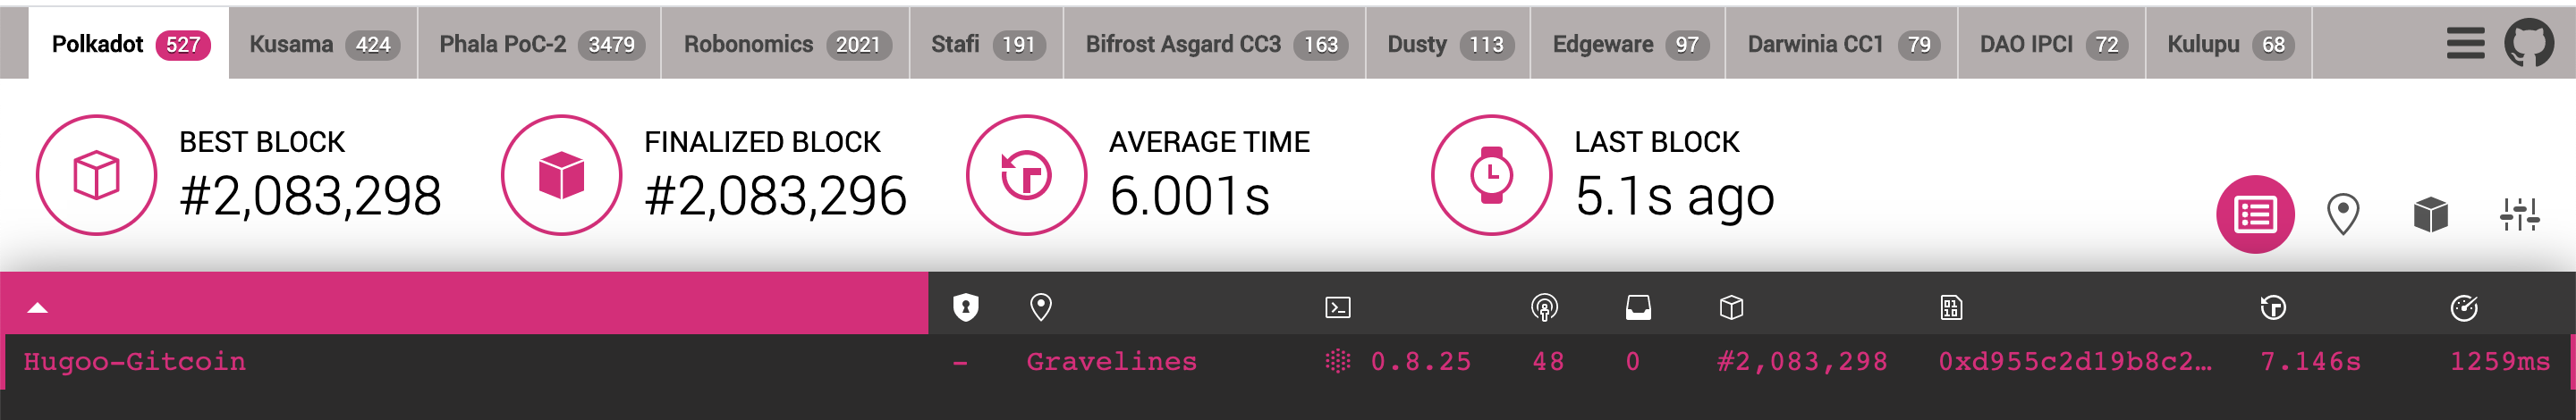 Polkadot 527 Kusama 424 Phala PoC-2 3479 Robonomics 2021 Stafi 191 Bifrost Asgard CC3 163 Dusty 113 Edgeware 97 Darwinia CC1 79 DAO IPCI 72 Kulupu 68
BEST BLOCK FINALIZED BLOCK AVERAGE TIME LAST BLOCK
#2,083,298 #2,083,296 6.001s 5.1s ago
Hugoo-Gitcoin - Gravelines 0.8.25 48 0 #2,083,298 0xd955c2d19b8c2… 7.146s 1259ms